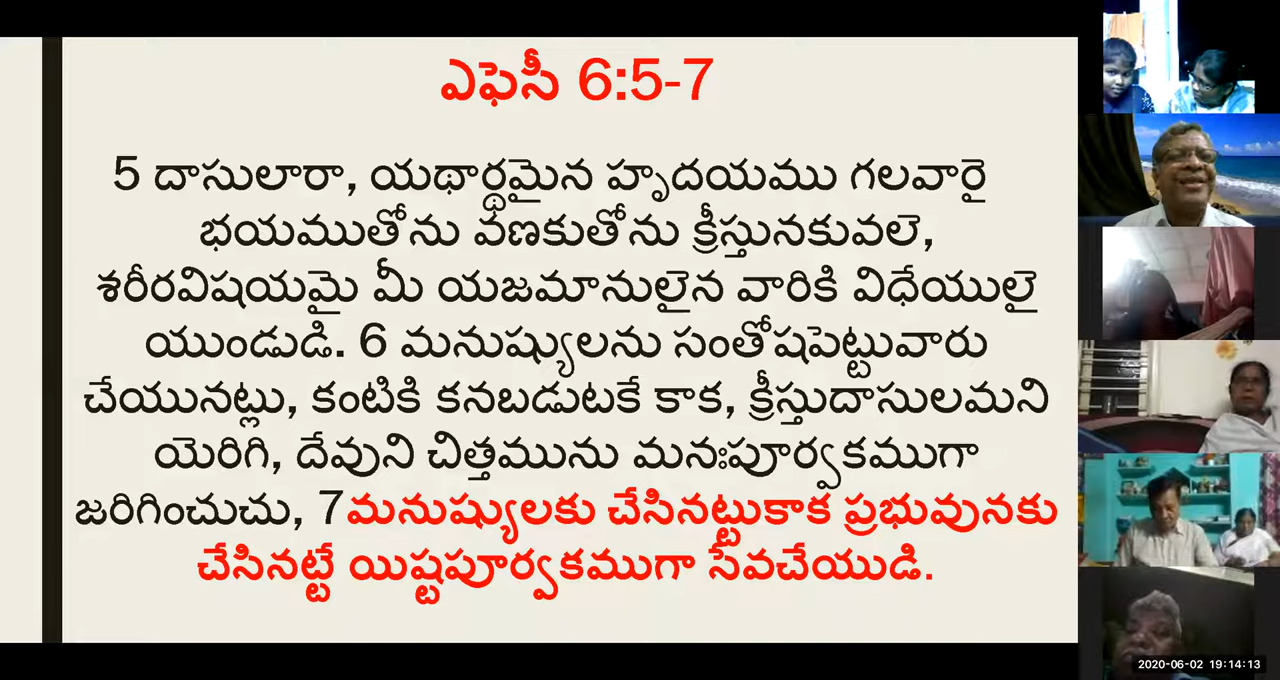 ఎఫెసీ 6:5-7
5 దాసులారా, యథార్థమైన హృదయము గలవారై
భయముతోను వణకుతోను క్రీస్తునకువలె,
శరీరవిషయమై మీ యజమానులైన వారికి విధేయులై
యుండుడి. 6 మనుష్యులను సంతోషపెట్టువారు
చేయునట్లు, కంటికి కనబడుటకే కాక, క్రీస్తుదాసులమని
యెరిగి, దేవుని చిత్తమును మనఃపూర్వకముగా
జరిగించుచు, 7మనుష్యులకు చేసినట్టుకాక ప్రభువునకు
చేసినట్టే యిష్టపూర్వకముగా సేవచేయుడి.
2020-06-02 19:14:13